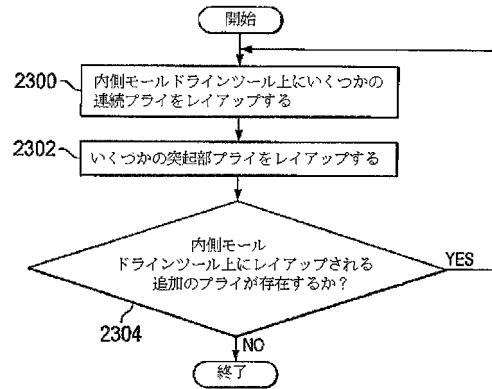 開始
2300
内側モールドラインツール上にいくつかの
連続プライをレイアップする
2302
いくつかの突起部プライをレイアップする
内側モール
ドラインツール上にレイアップされる
追加のプライが存在するか?
YES
2304
NO
終了